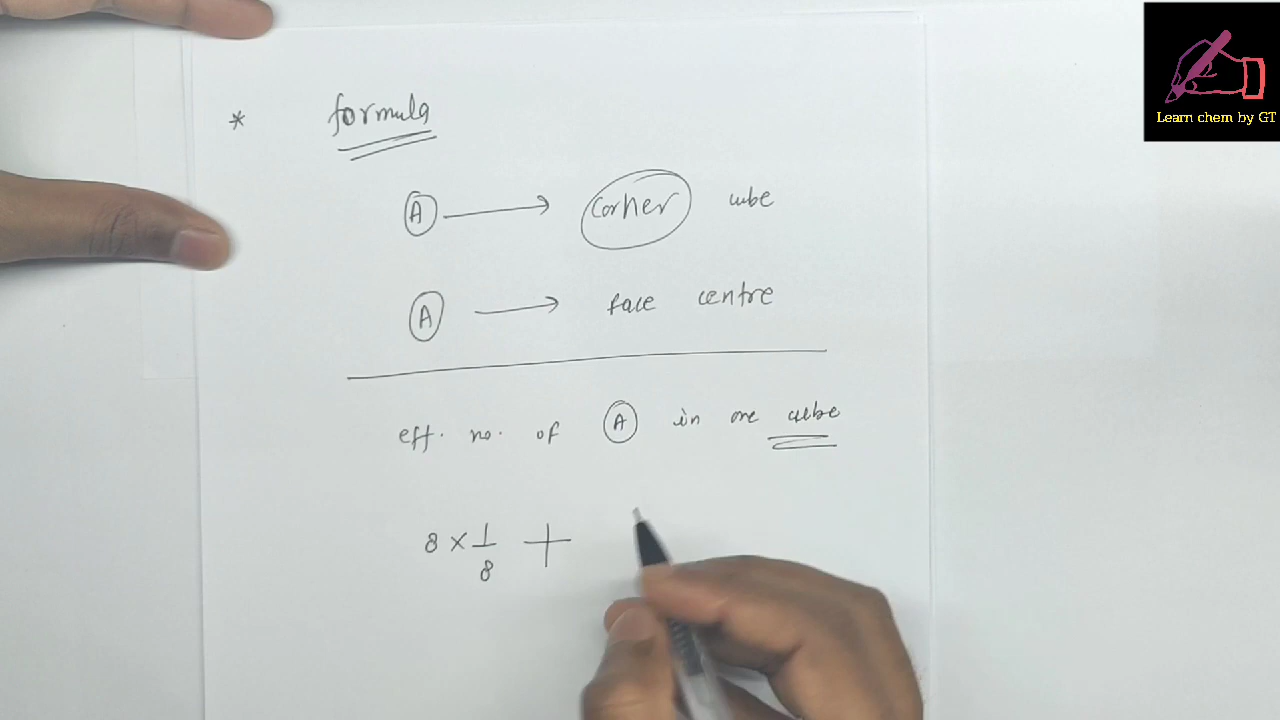 * formula
Learn chem by GT
A → corner cube
A → face centre
eff. no. of A in one cube
8 × 1/8 +